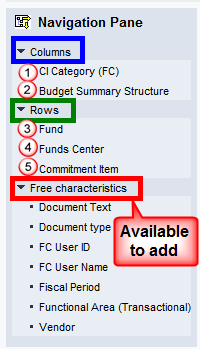 Navigation Pane
Columns
1 CI Category (FC)
2 Budget Summary Structure
Rows
3 Fund
4 Funds Center
5 Commitment Item
Free characteristics
Document Text
Document type
FC User ID
FC User Name
Fiscal Period
Functional Area (Transactional)
Vendor
Available
to add